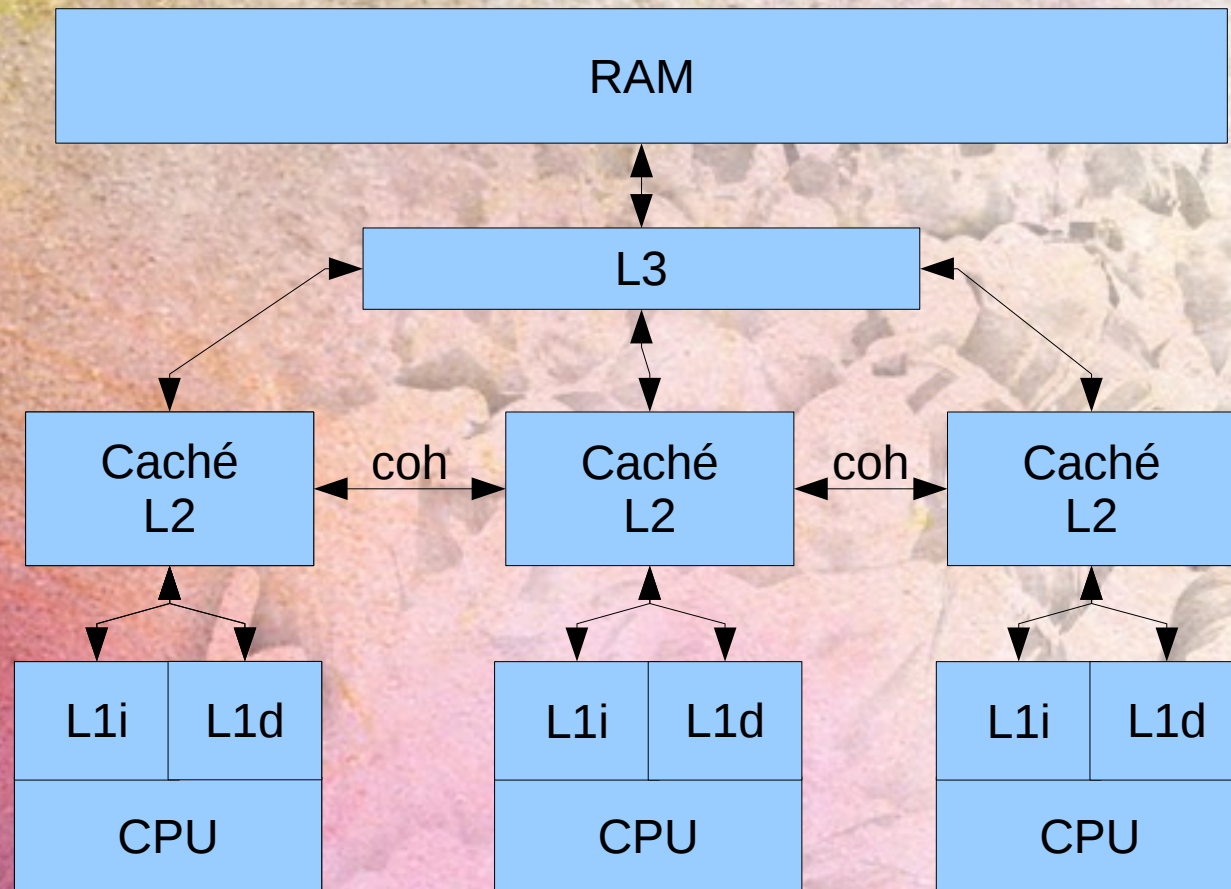 RAM
L3
Caché
L2
coh
Caché
L2
coh
Caché
L2
L1i
L1d
L1i
L1d
L1i
L1d
CPU
CPU
CPU